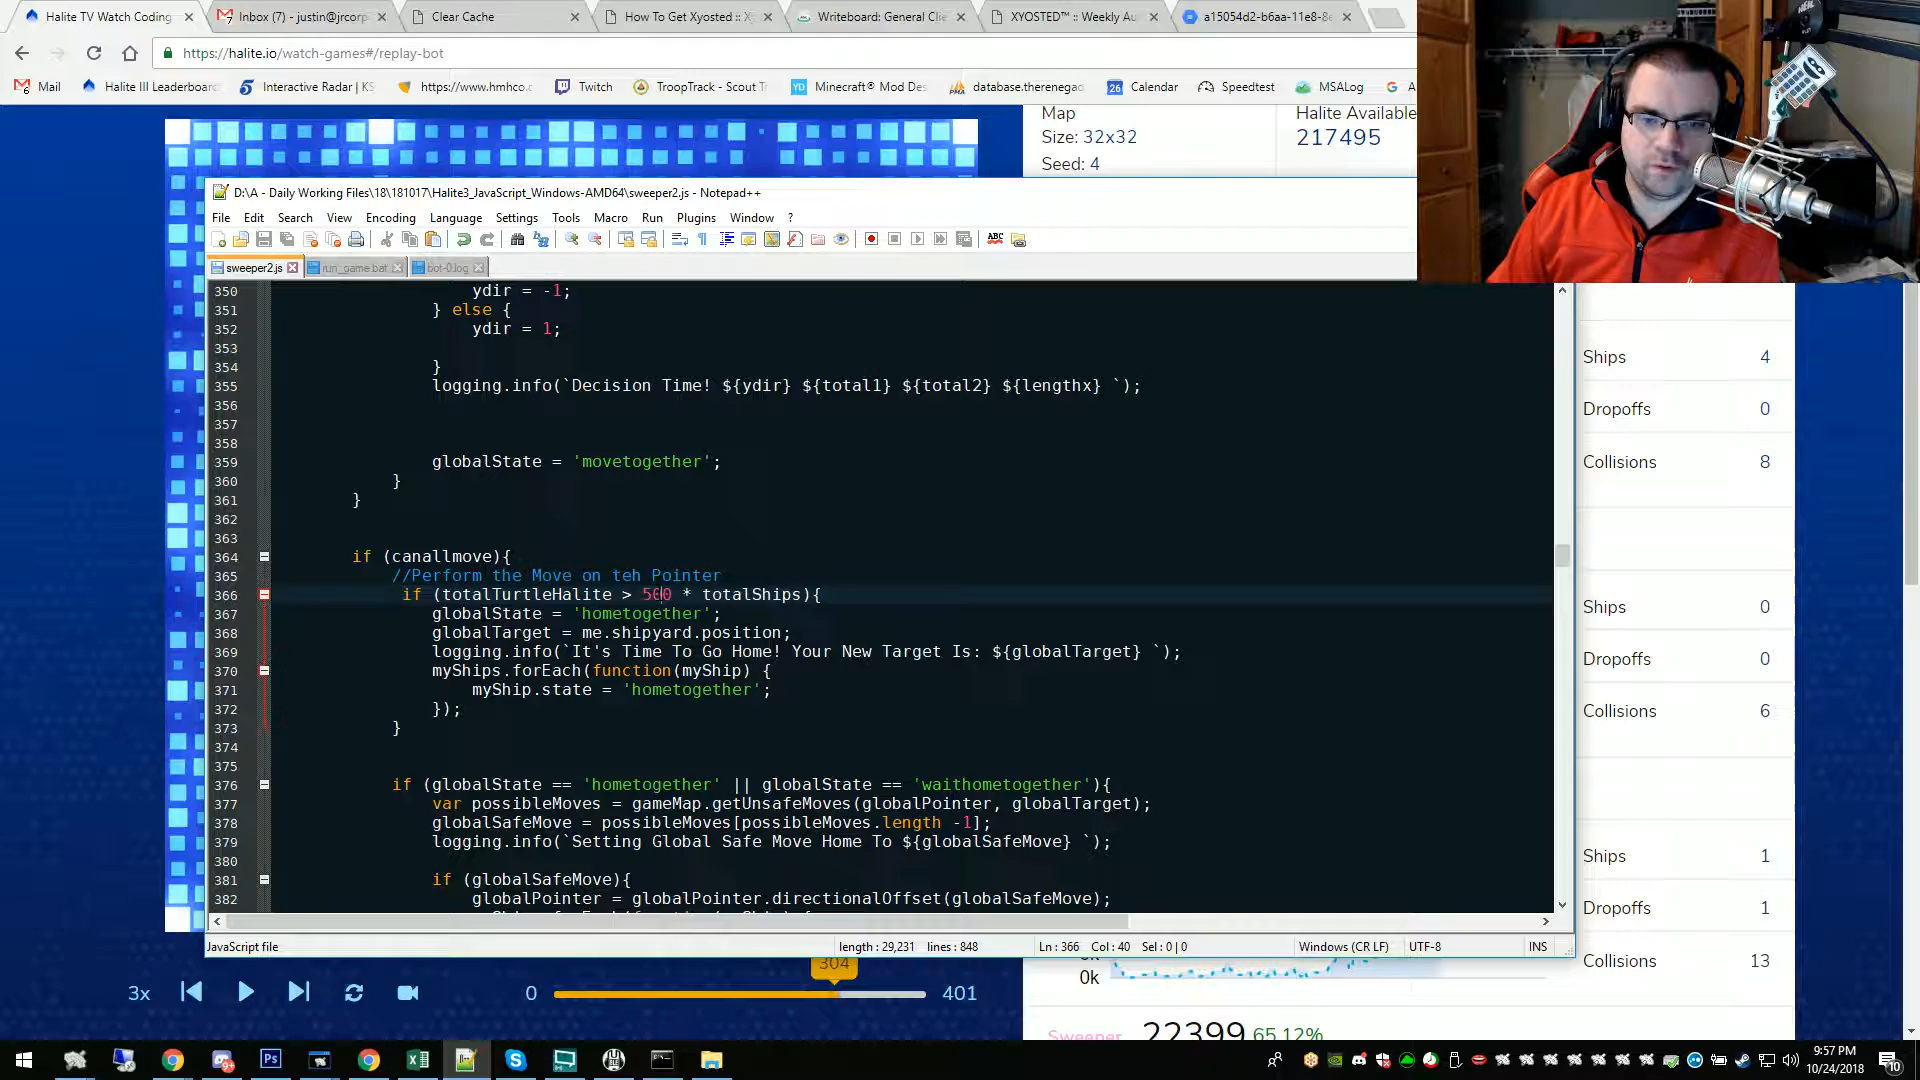 Halite TV Watch Coding
Inbox (7) - justin@jrcorp
Clear Cache
How To Get Xyosted :: X
Writeboard: General Clie
XYOSTED™ :: Weekly Au
a15054d2-b6aa-11e8-8e
https://halite.io/watch-games#/replay-bot
Mail
Halite III Leaderboard
Interactive Radar | KS
https://www.hmhco.c
Twitch
TroopTrack - Scout T
Minecraft® Mod Des
database.therenegad
26 Calendar
Speedtest
MSALog
G A
Map
Size: 32x32
Seed: 4
Halite Available
217495
D:\A - Daily Working Files\18\181017\Halite3_JavaScript_Windows-AMD64\sweeper2.js - Notepad++
File Edit Search View Encoding Language Settings Tools Macro Run Plugins Window ?
sweeper2.js
run_game.bat
bot-0.log
350 ydir = -1;
351 } else {
352 ydir = 1;
353
354 }
355 logging.info(`Decision Time! ${ydir} ${total1} ${total2} ${lengthx} `);
356
357
358
359 globalState = 'movetogether';
360 }
361 }
362
363
364 if (canallmove){
365 //Perform the Move on teh Pointer
366 if (totalTurtleHalite > 500 * totalShips){
367 globalState = 'hometogether';
368 globalTarget = me.shipyard.position;
369 logging.info(`It's Time To Go Home! Your New Target Is: ${globalTarget} `);
370 myShips.forEach(function(myShip) {
371 myShip.state = 'hometogether';
372 });
373 }
374
375
376 if (globalState == 'hometogether' || globalState == 'waithometogether'){
377 var possibleMoves = gameMap.getUnsafeMoves(globalPointer, globalTarget);
378 globalSafeMove = possibleMoves[possibleMoves.length -1];
379 logging.info(`Setting Global Safe Move Home To ${globalSafeMove} `);
380
381 if (globalSafeMove){
382 globalPointer = globalPointer.directionalOffset(globalSafeMove);
JavaScript file
length : 29,231 lines : 848
Ln : 366 Col : 40 Sel : 0 | 0
Windows (CR LF)
UTF-8
INS
Ships 4
Dropoffs 0
Collisions 8
Ships 0
Dropoffs 0
Collisions 6
Ships 1
Dropoffs 1
Collisions 13
0k
304
3x
0
401
Sweeper
22399 65.12%
9:57 PM
10/24/2018